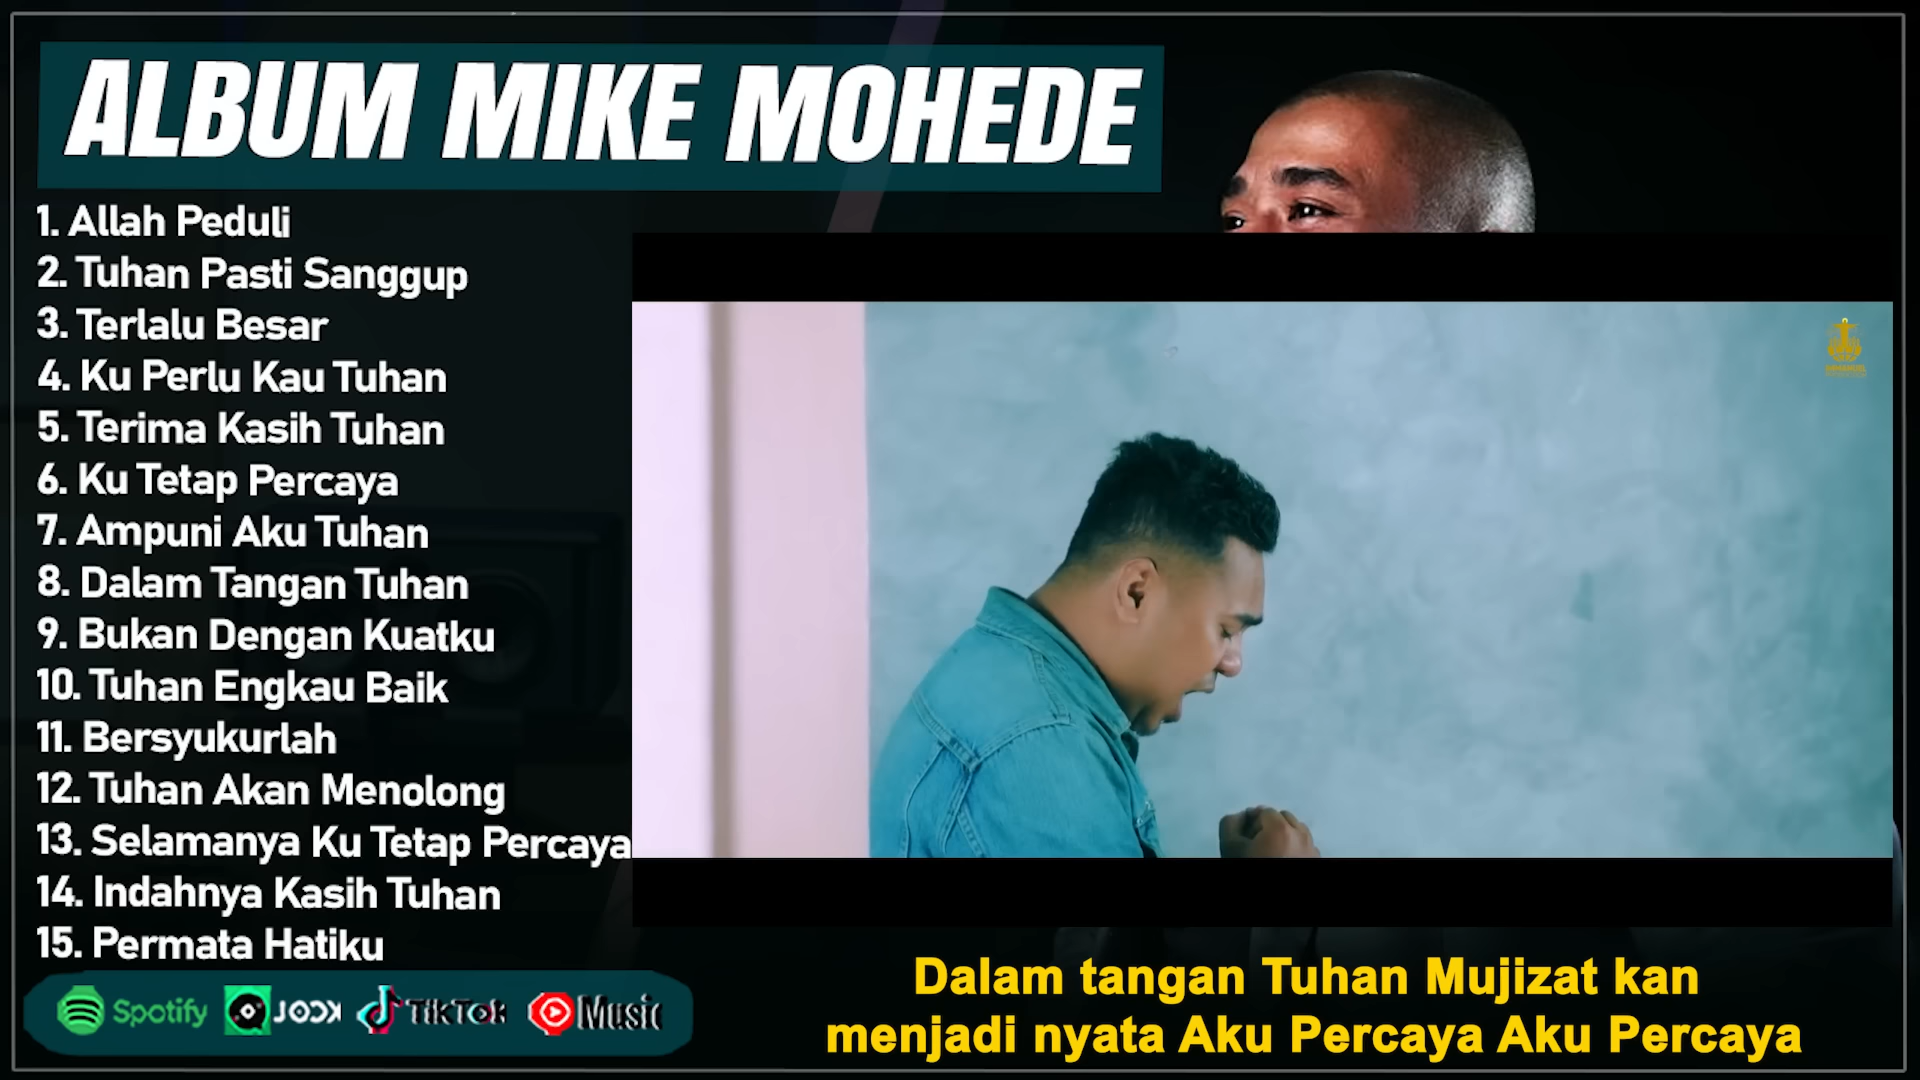 ALBUM MIKE MOHEDE
1. Allah Peduli
2. Tuhan Pasti Sanggup
3. Terlalu Besar
4. Ku Perlu Kau Tuhan
5. Terima Kasih Tuhan
6. Ku Tetap Percaya
7. Ampuni Aku Tuhan
8. Dalam Tangan Tuhan
9. Bukan Dengan Kuatku
10. Tuhan Engkau Baik
11. Bersyukurlah
12. Tuhan Akan Menolong
13. Selamanya Ku Tetap Percaya
14. Indahnya Kasih Tuhan
15. Permata Hatiku
Spotify JOOX TikTok Music
Dalam tangan Tuhan Mujizat kan
menjadi nyata Aku Percaya Aku Percaya